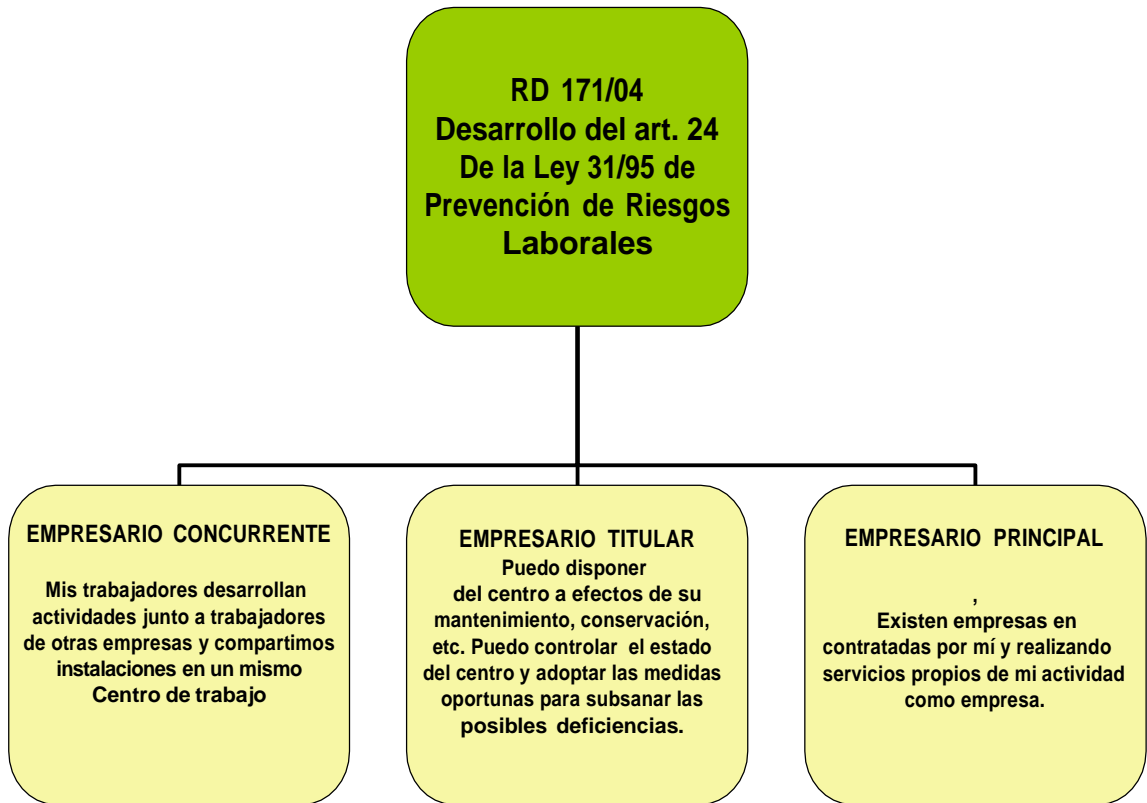 RD 171/04
Desarrollo del art. 24
De la Ley 31/95 de
Prevención de Riesgos
Laborales
EMPRESARIO CONCURRENTE
Mis trabajadores desarrollan
actividades junto a trabajadores
de otras empresas y compartimos
instalaciones en un mismo
Centro de trabajo
EMPRESARIO TITULAR
Puedo disponer
del centro a efectos de su
mantenimiento, conservación,
etc. Puedo controlar el estado
del centro y adoptar las medidas
oportunas para subsanar las
posibles deficiencias.
EMPRESARIO PRINCIPAL
,
Existen empresas en
contratadas por mí y realizando
servicios propios de mi actividad
como empresa.